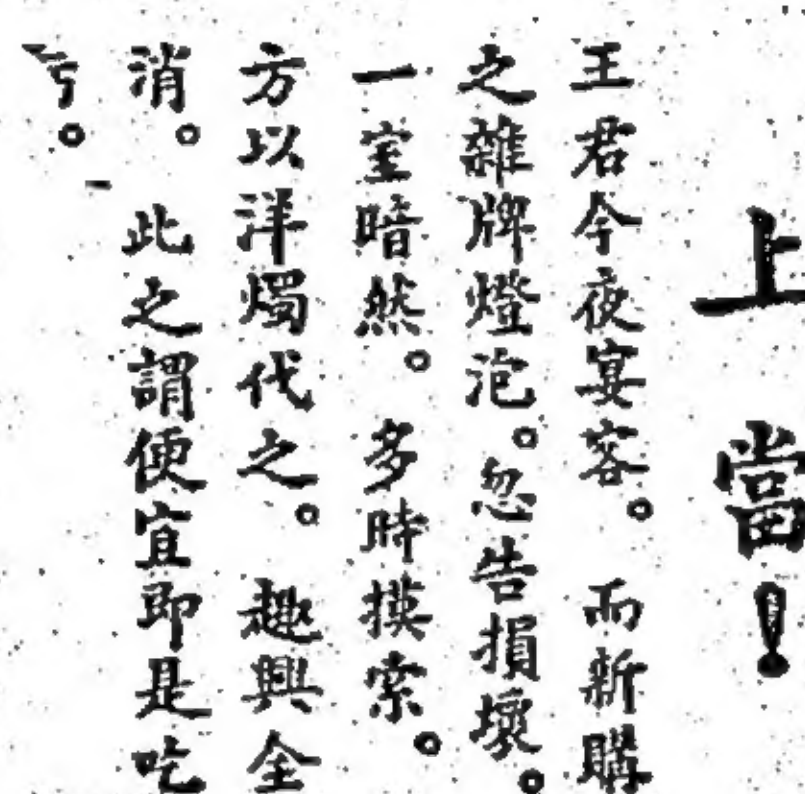 上當！
王君今夜宴客。而新購
之雜牌燈泡。忽告損壞。
一室暗然。多時摸索。
方以洋燭代之。趣興全
消。此之謂便宜即是吃
亏。